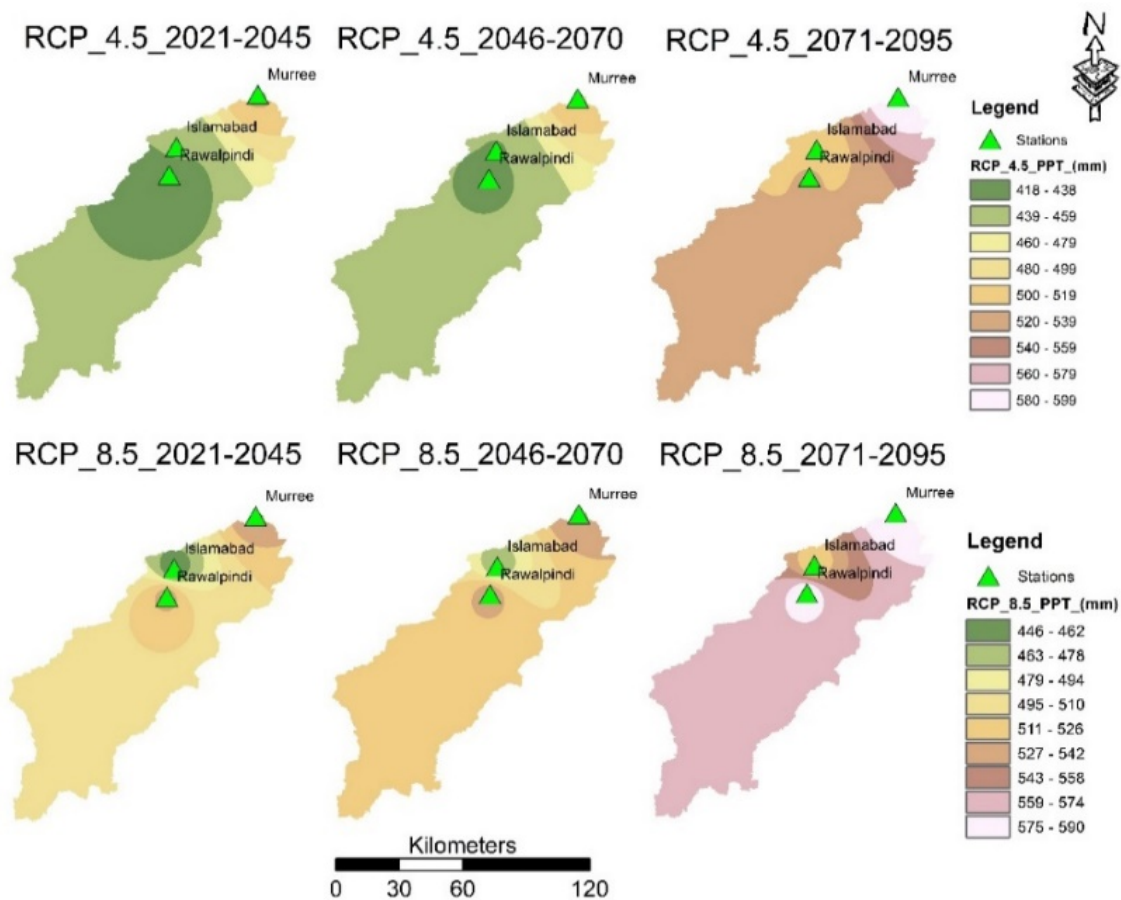 RCP_4.5_2021-2045
RCP_4.5_2046-2070
RCP_4.5_2071-2095
N
Murree
Islamabad
Rawalpindi
Murree
Islamabad
Rawalpindi
Murree
Islamabad
Rawalpindi
Legend
Stations
RCP_4.5_PPT_(mm)
418 - 438
439 - 459
460 - 479
480 - 499
500 - 519
520 - 539
540 - 559
560 - 579
580 - 599
RCP_8.5_2021-2045
RCP_8.5_2046-2070
RCP_8.5_2071-2095
Murree
Islamabad
Rawalpindi
Murree
Islamabad
Rawalpindi
Murree
Islamabad
Rawalpindi
Legend
Stations
RCP_8.5_PPT_(mm)
446 - 462
463 - 478
479 - 494
495 - 510
511 - 526
527 - 542
543 - 558
559 - 574
575 - 590
Kilometers
0 30 60 120